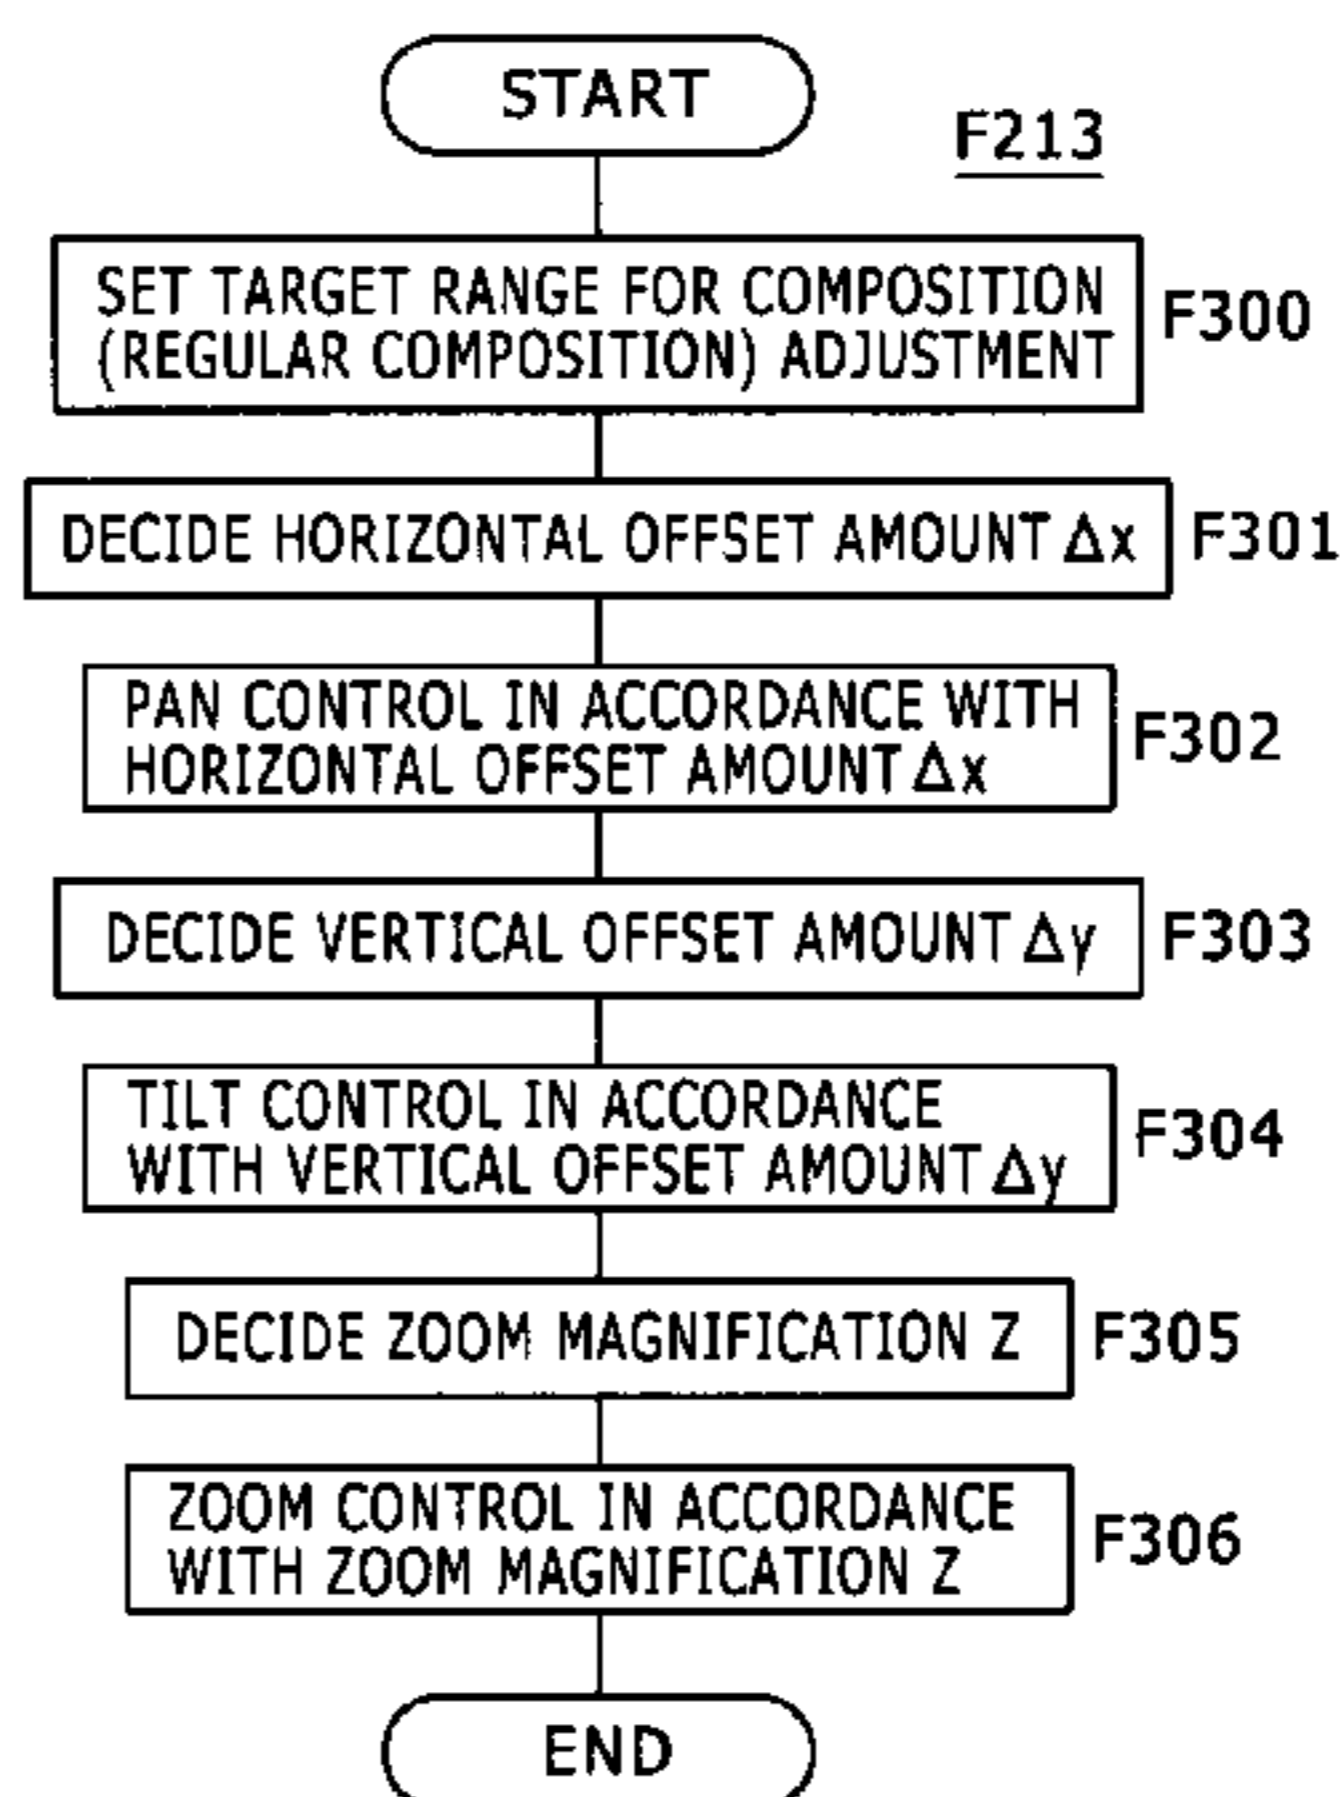 START
F213
SET TARGET RANGE FOR COMPOSITION
(REGULAR COMPOSITION) ADJUSTMENT
F300
DECIDE HORIZONTAL OFFSET AMOUNT Δx
F301
PAN CONTROL IN ACCORDANCE WITH
HORIZONTAL OFFSET AMOUNT Δx
F302
DECIDE VERTICAL OFFSET AMOUNT Δy
F303
TILT CONTROL IN ACCORDANCE
WITH VERTICAL OFFSET AMOUNT Δy
F304
DECIDE ZOOM MAGNIFICATION Z
F305
ZOOM CONTROL IN ACCORDANCE
WITH ZOOM MAGNIFICATION Z
F306
END